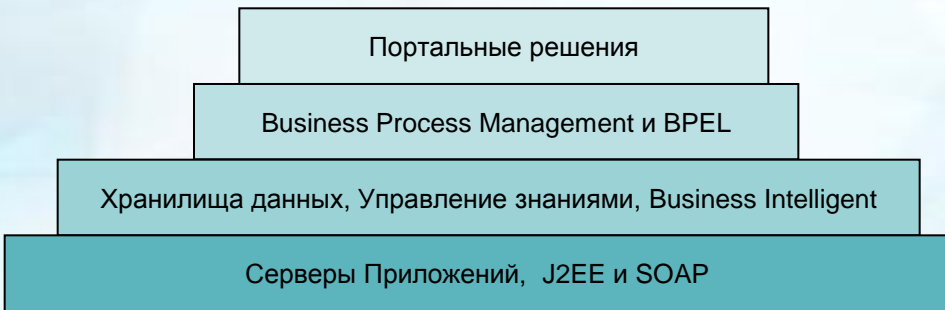 Портальные решения
Business Process Management и BPEL
Хранилища данных, Управление знаниями, Business Intelligent
Серверы Приложений, J2EE и SOAP